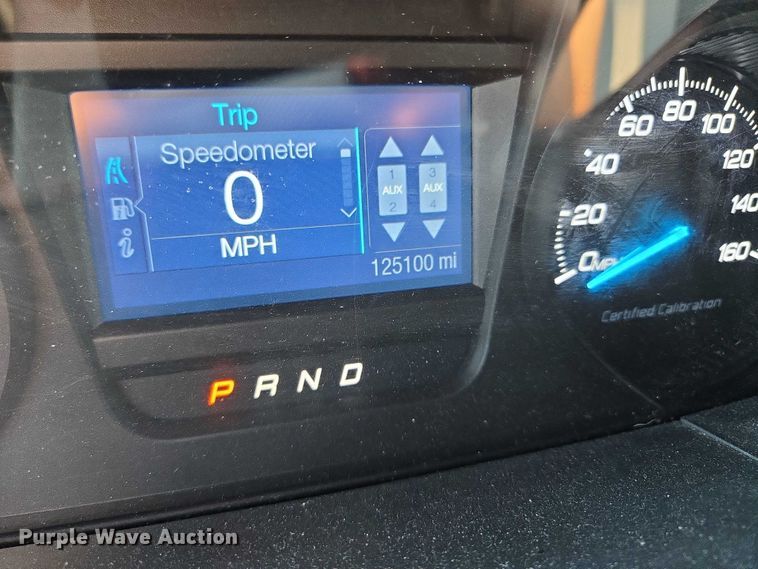 Trip
Speedometer
0
MPH
1 3
AUX AUX
2 4
125100 mi
P R N D
0 20 40 60 80 100 120 140 160
MPH
Certified Calibration
Purple Wave Auction